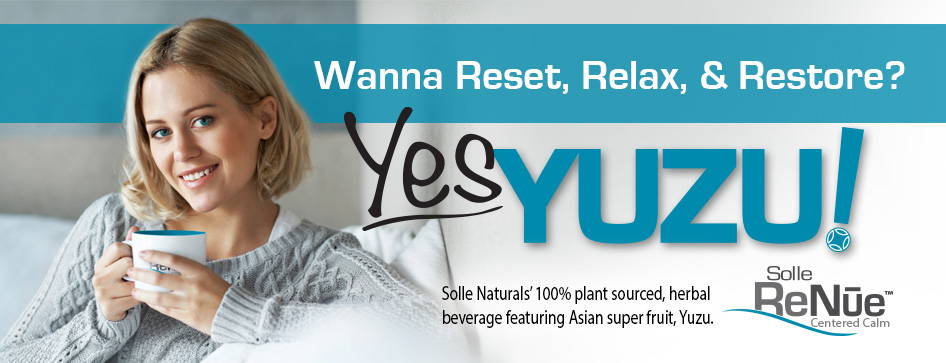 Wanna Reset, Relax, & Restore?
Yes YUZU!
Solle Naturals’ 100% plant sourced, herbal
beverage featuring Asian super fruit, Yuzu.
Solle
ReNūe™
Centered Calm